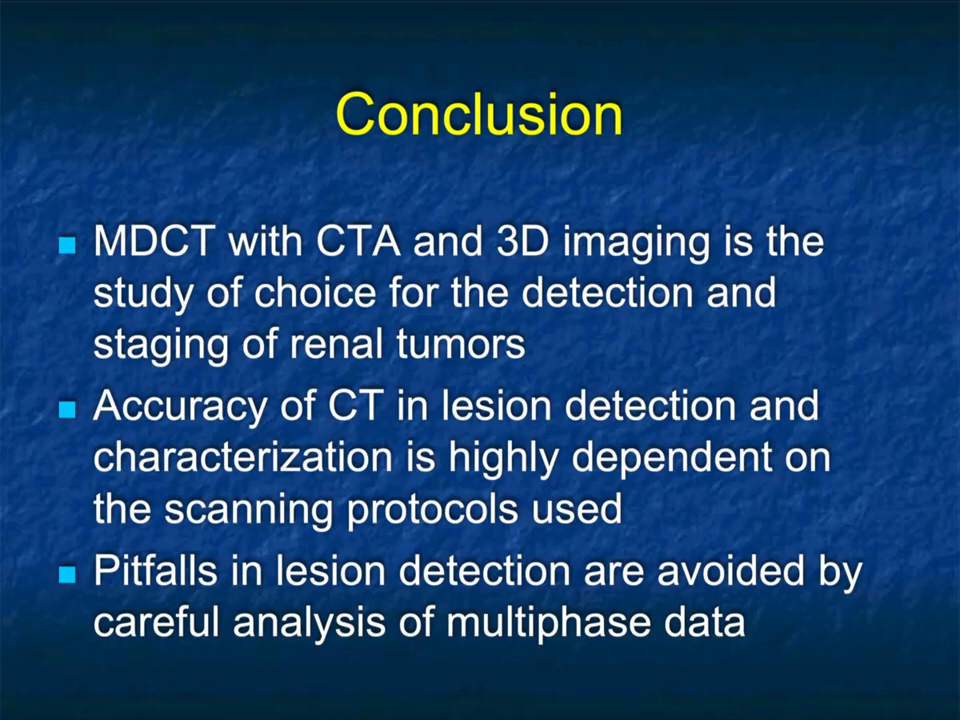 Conclusion
MDCT with CTA and 3D imaging is the
study of choice for the detection and
staging of renal tumors
Accuracy of CT in lesion detection and
characterization is highly dependent on
the scanning protocols used
Pitfalls in lesion detection are avoided by
careful analysis of multiphase data